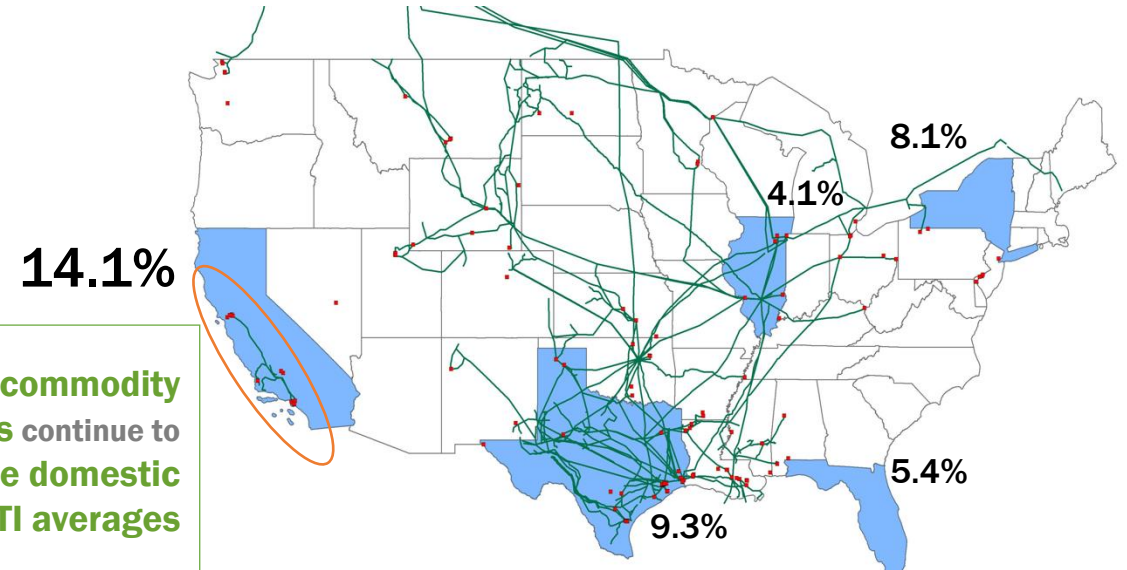 8.1%
4.1%
14.1%
commodity
s continue to
e domestic
TI averages
5.4%
9.3%